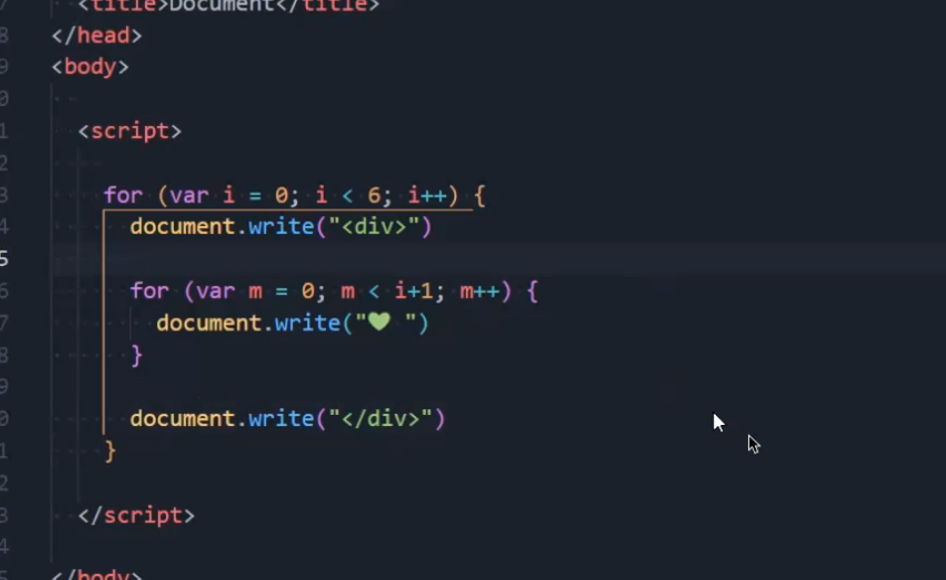 7 <title>Document</title>
8 </head>
9 <body>
0
1 <script>
2
3 for (var i = 0; i < 6; i++) {
4 document.write("<div>")
5
6 for (var m = 0; m < i+1; m++) {
7 document.write("♥ ")
8 }
9
0 document.write("</div>")
1 }
2
3 </script>
4
5 </body>